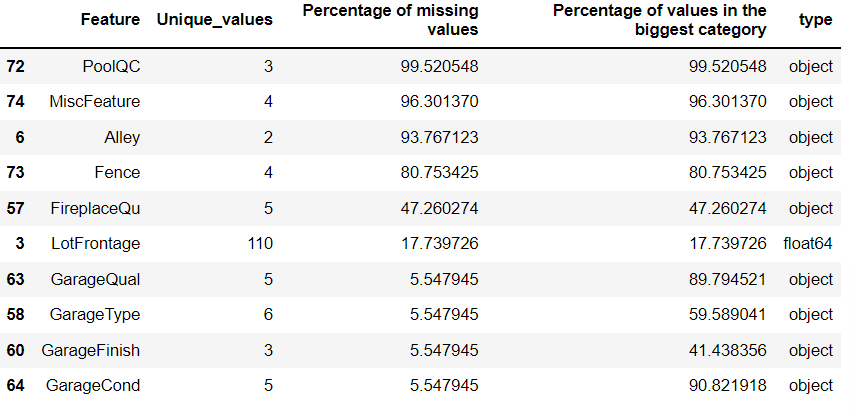 Feature Unique_values Percentage of missing values Percentage of values in the biggest category type
72 PoolQC 3 99.520548 99.520548 object
74 MiscFeature 4 96.301370 96.301370 object
6 Alley 2 93.767123 93.767123 object
73 Fence 4 80.753425 80.753425 object
57 FireplaceQu 5 47.260274 47.260274 object
3 LotFrontage 110 17.739726 17.739726 float64
63 GarageQual 5 5.547945 89.794521 object
58 GarageType 6 5.547945 59.589041 object
60 GarageFinish 3 5.547945 41.438356 object
64 GarageCond 5 5.547945 90.821918 object